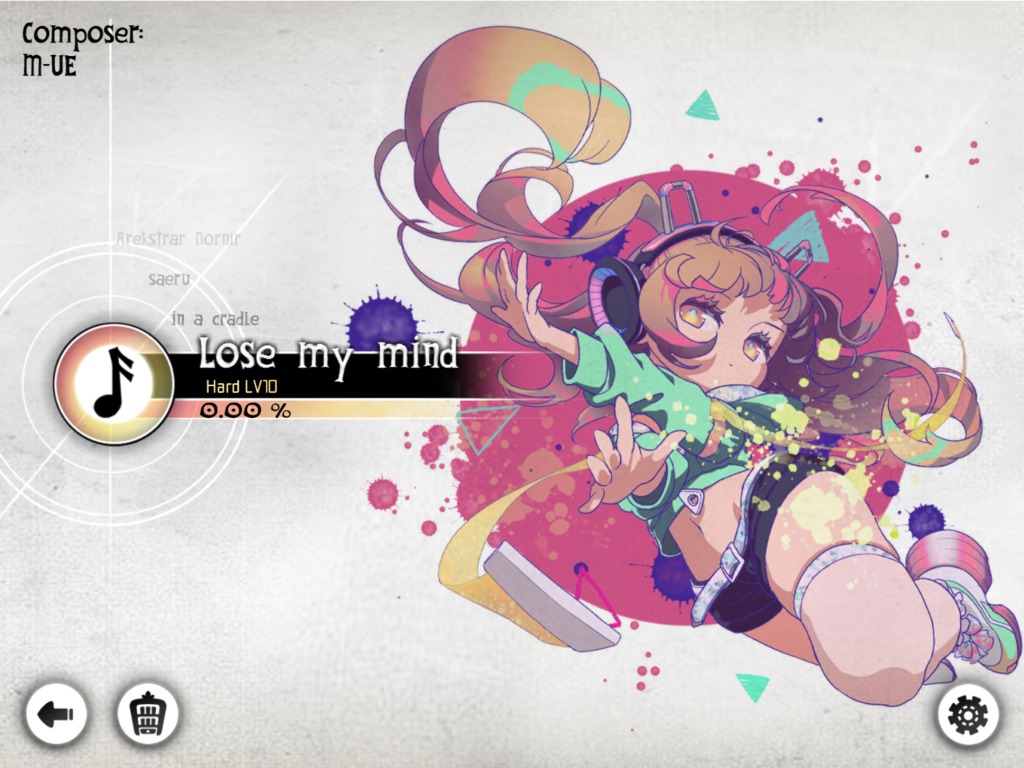 Composer:
M-UE
Arekstrar Nornir
saeru
in a cradle
Lose my mind
Hard LV10
0.00 %